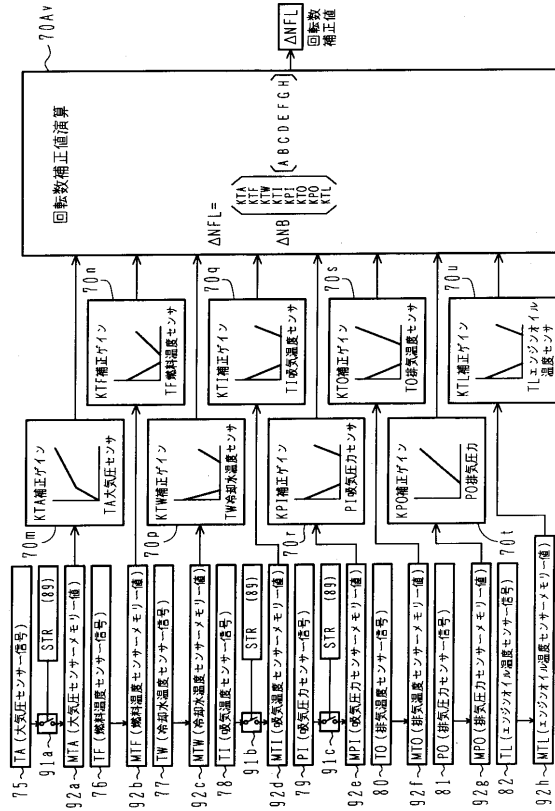 75 TA (大気圧センサー信号)
91a STR (89)
92a MTA (大気圧センサーメモリー値)
76 TF (燃料温度センサー信号)
92b MTF (燃料温度センサーメモリー値)
77 TW (冷却水温度センサー信号)
92c MTW (冷却水温度センサーメモリー値)
78 TI (吸気温度センサー信号)
91b STR (89)
92d MTI (吸気温度センサーメモリー値)
79 PI (吸気圧力センサー信号)
91c STR (89)
92e MPI (吸気圧力センサーメモリー値)
80 TO (排気温度センサー信号)
92f MTO (排気温度センサーメモリー値)
81 PO (排気圧力センサー信号)
92g MPO (排気圧力センサーメモリー値)
82 TL (エンジンオイル温度センサー信号)
92h MTL (エンジンオイル温度センサーメモリー値)
70m
KTA補正ゲイン
TA大気圧センサ
70n
KTF補正ゲイン
TF燃料温度センサ
70p
KTW補正ゲイン
TW冷却水温度センサ
70q
KTI補正ゲイン
TI吸気温度センサ
70r
KPI補正ゲイン
PI吸気圧力センサ
70s
KTO補正ゲイン
TO排気温度センサ
70t
KPO補正ゲイン
PO排気圧力
70u
KTL補正ゲイン
TLエンジンオイル
温度センサ
70Av
回転数補正値演算
ΔNFL=
ΔNB
KTA
KTF
KTW
KTI
KPI
KTO
KPO
KTL
[A B C D E F G H]
ΔNFL
回転数
補正値